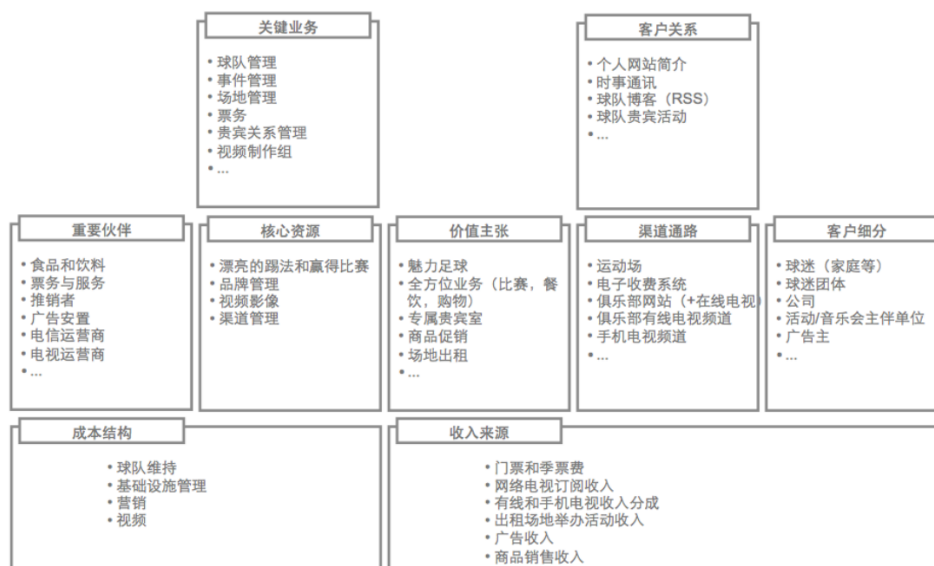 关键业务
• 球队管理
• 事件管理
• 场地管理
• 票务
• 贵宾关系管理
• 视频制作组
• ...
客户关系
• 个人网站简介
• 时事通讯
• 球队博客（RSS）
• 球队贵宾活动
• ...
重要伙伴
• 食品和饮料
• 票务与服务
• 推销者
• 广告安置
• 电信运营商
• 电视运营商
• ...
核心资源
• 漂亮的踢法和赢得比赛
• 品牌管理
• 视频影像
• 渠道管理
价值主张
• 魅力足球
• 全方位业务（比赛，餐
饮，购物）
• 专属贵宾室
• 商品促销
• 场地出租
• ...
渠道通路
• 运动场
• 电子收费系统
• 俱乐部网站（+在线电视）
• 俱乐部有线电视频道
• 手机电视频道
• ...
客户细分
• 球迷（家庭等）
• 球迷团体
• 公司
• 活动/音乐会主伴单位
• 广告主
• ...
成本结构
• 球队维持
• 基础设施管理
• 营销
• 视频
收入来源
• 门票和季票费
• 网络电视订阅收入
• 有线和手机电视收入分成
• 出租场地举办活动收入
• 广告收入
• 商品销售收入